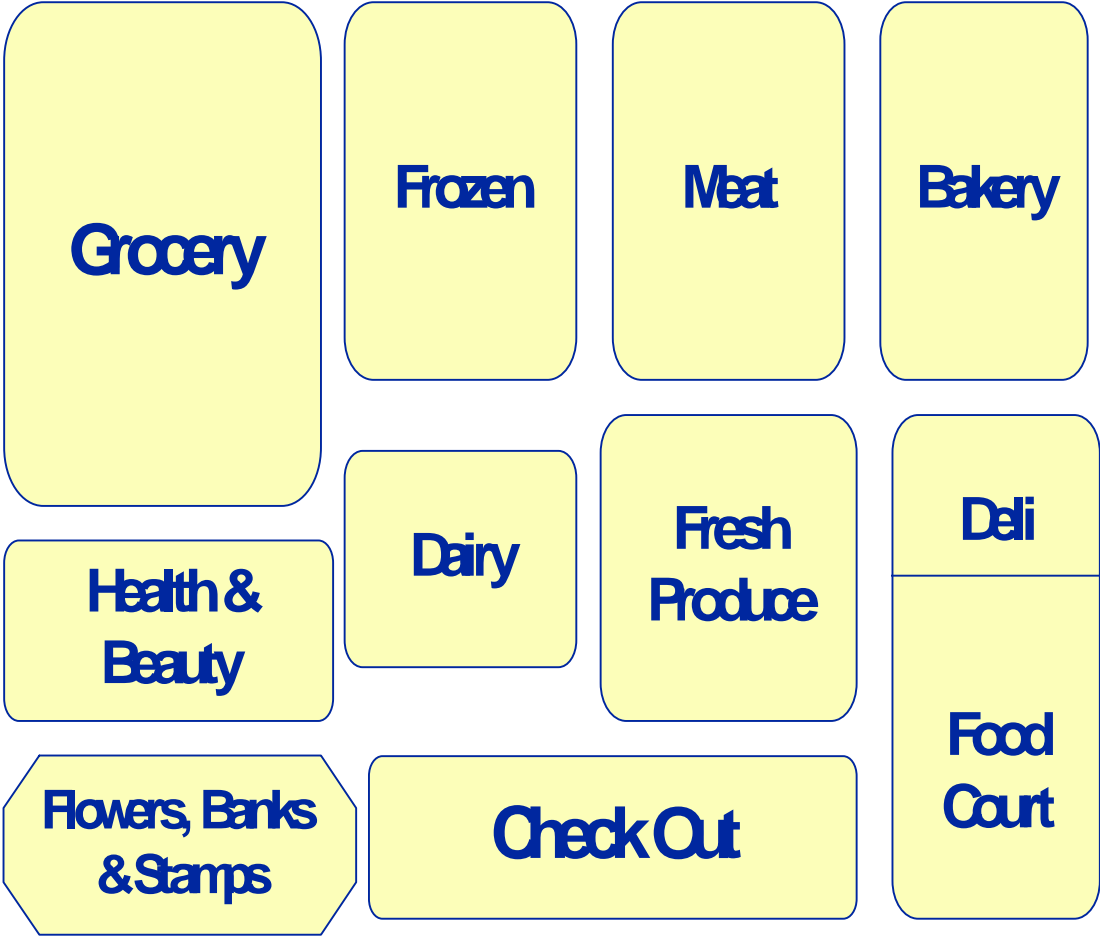 Grocery
Frozen
Meat
Bakery
Health &
Beauty
Dairy
Fresh
Produce
Deli
Food
Court
Flowers, Banks
& Stamps
Check Out